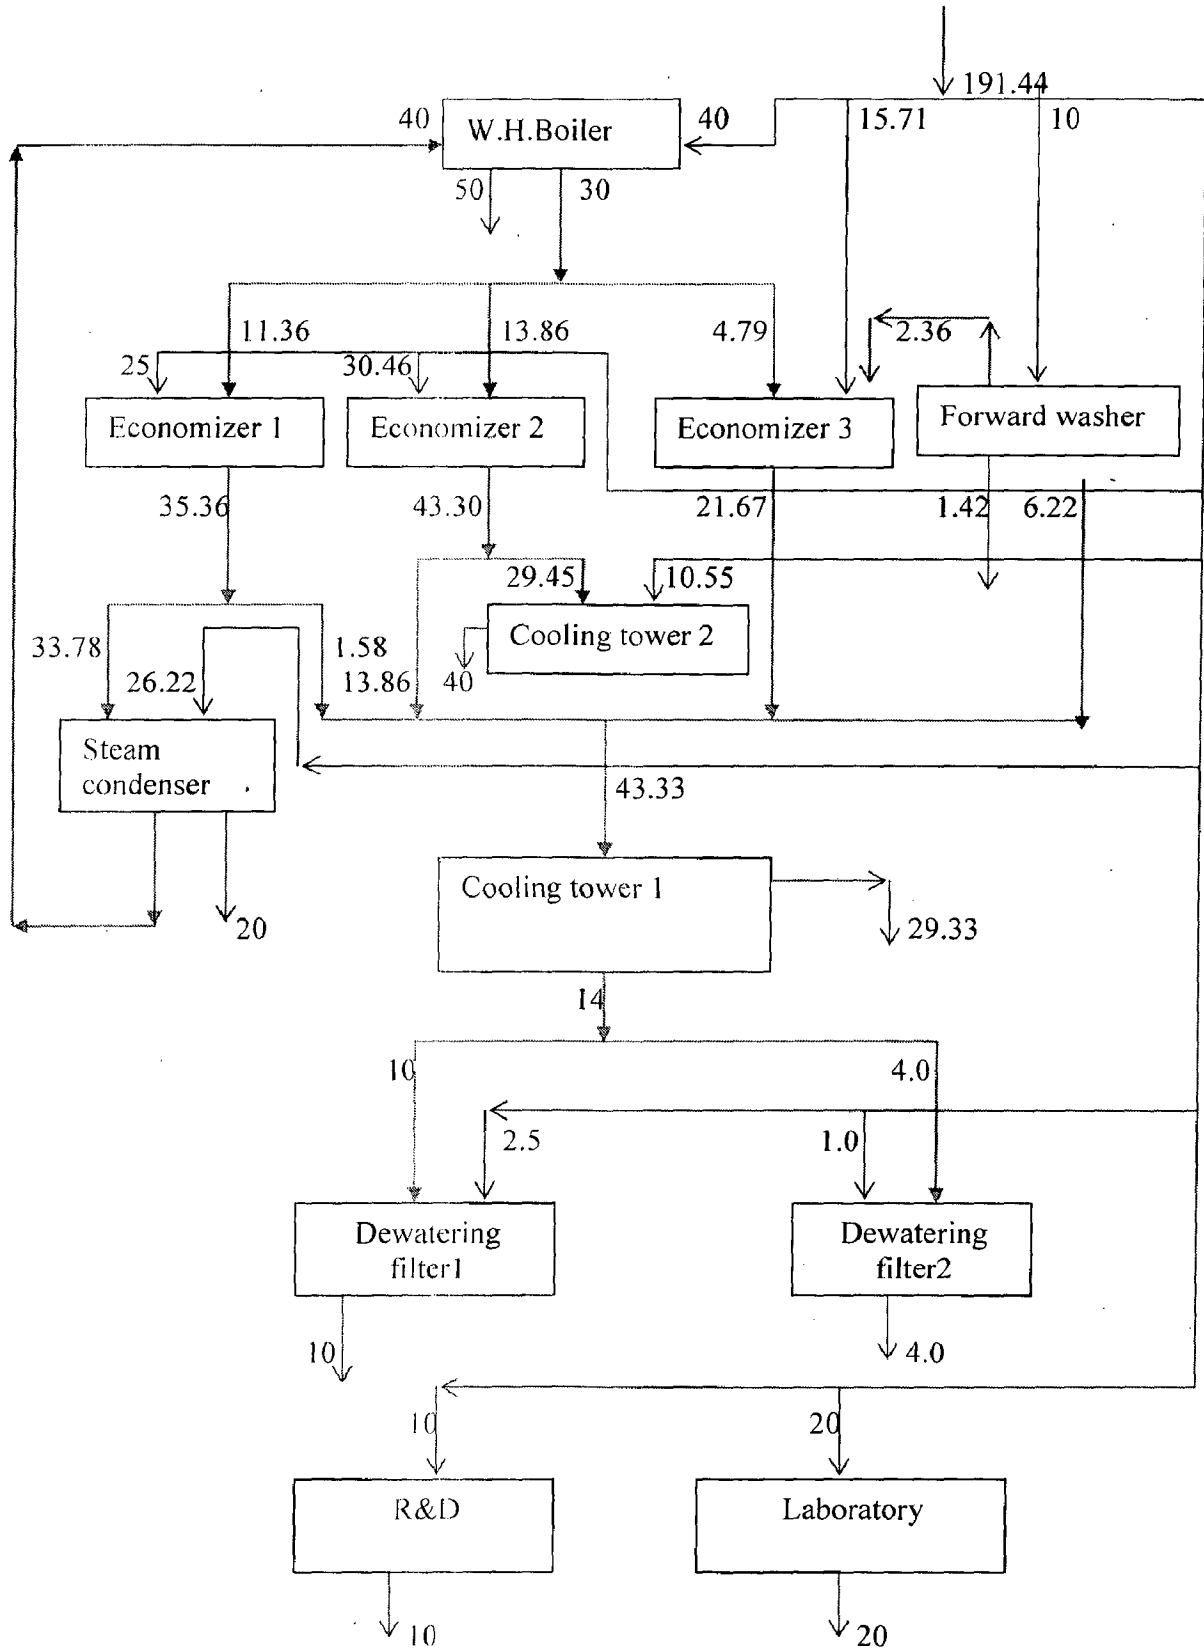 191.44
40
W.H.Boiler
40
15.71
10
50
30
11.36
13.86
4.79
2.36
25
30.46
Economizer 1
Economizer 2
Economizer 3
Forward washer
35.36
43.30
21.67
1.42
6.22
29.45
10.55
33.78
1.58
Cooling tower 2
26.22
13.86
40
Steam
condenser
43.33
Cooling tower 1
20
29.33
14
10
4.0
2.5
1.0
Dewatering
filter1
Dewatering
filter2
10
4.0
10
20
R&D
Laboratory
10
20